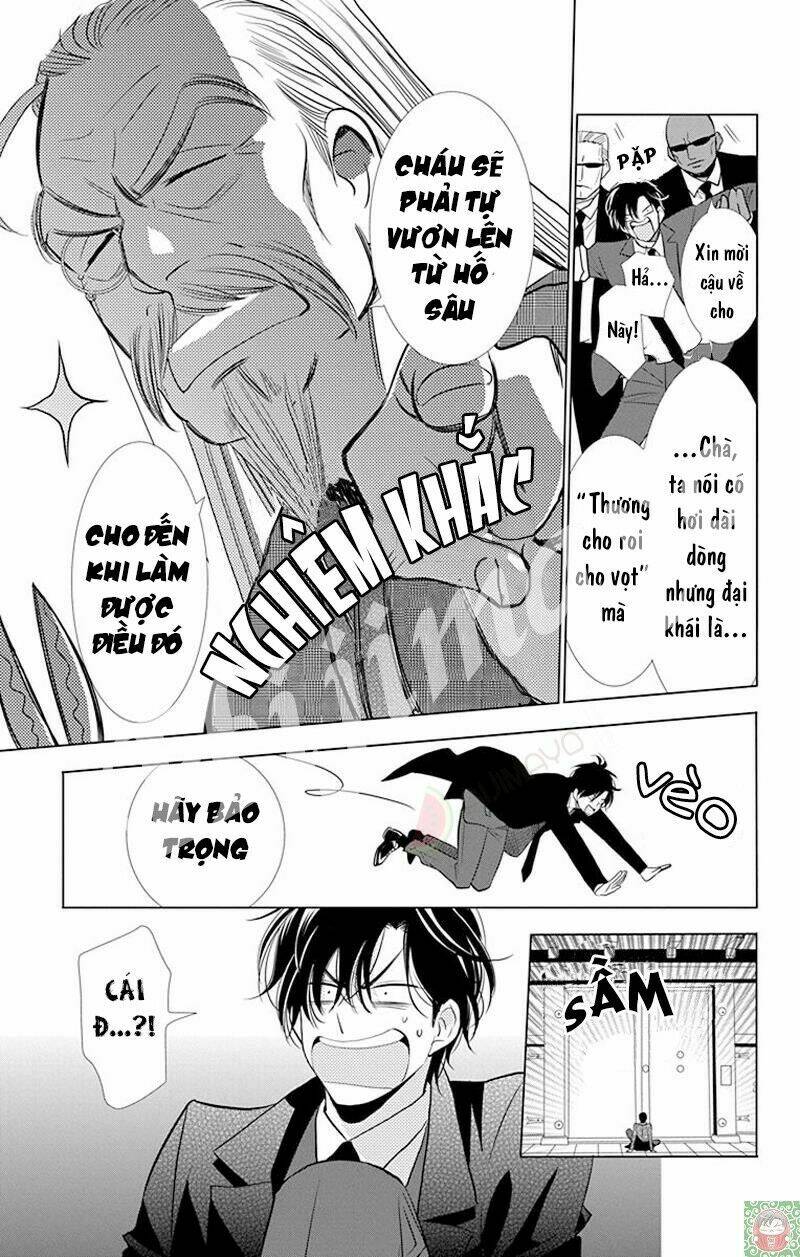 PẶP
Xin mời
cậu về
cho
Hả...
Này!
...Chà,
ta nói có
hơi dài
dòng
nhưng đại
khái là...
"Thương
cho roi
cho vọt"
mà
CHÁU SẼ
PHẢI TỰ
VƯƠN LÊN
TỪ HỐ
SÂU
NGHIÊM KHẮC
CHO ĐẾN
KHI LÀM
ĐƯỢC
ĐIỀU ĐÓ
VÈO
HÃY BẢO
TRỌNG
SẦM
CÁI
Đ...?!